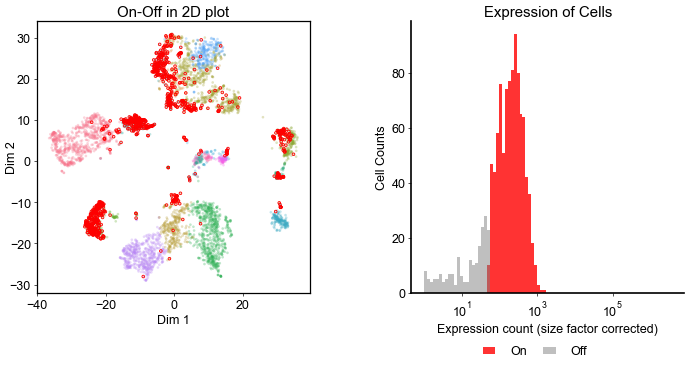 On-Off in 2D plot
Dim 2
30
20
10
0
−10
−20
−30
−40
−20
0
20
Dim 1
Expression of Cells
Cell Counts
80
60
40
20
0
10^1
10^3
10^5
Expression count (size factor corrected)
On
Off